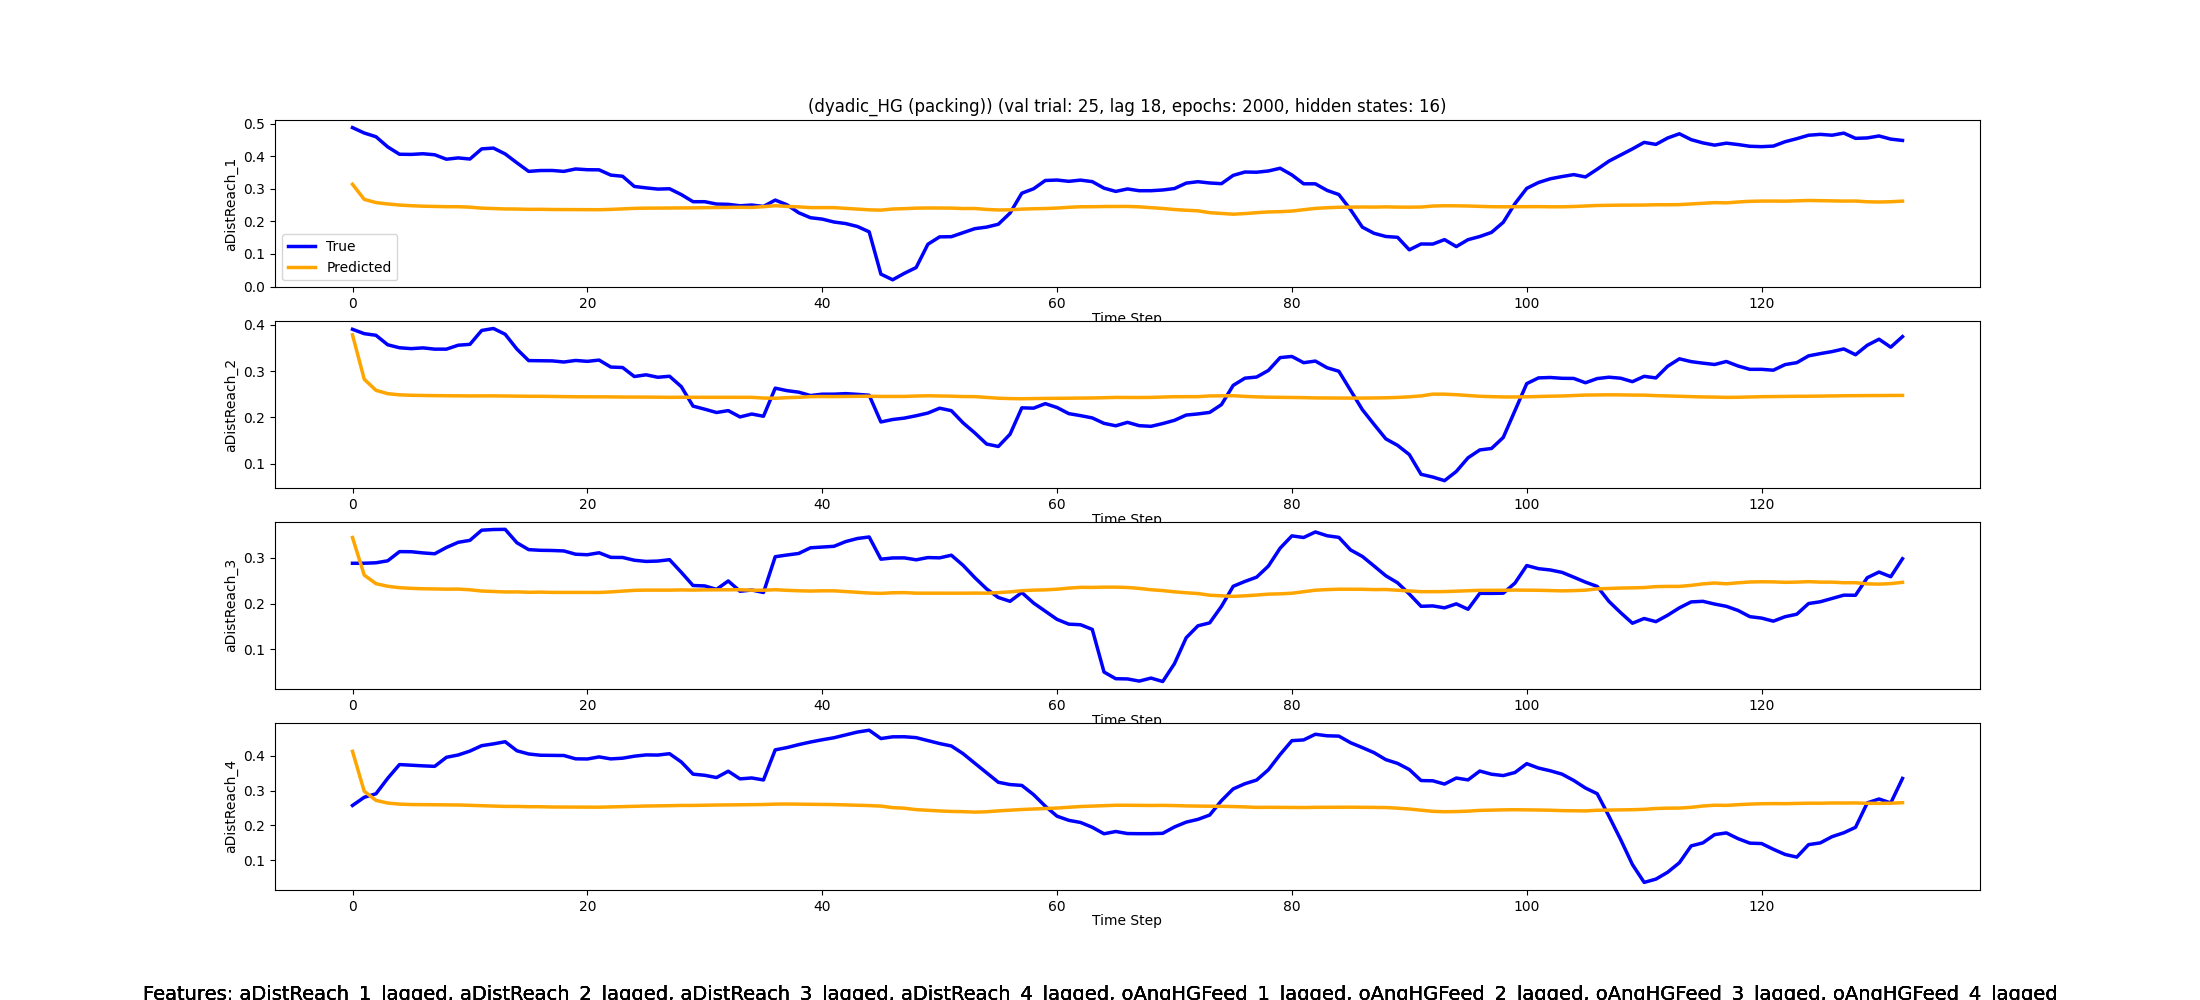 (dyadic_HG (packing)) (val trial: 25, lag 18, epochs: 2000, hidden states: 16)
0.5
0.4
0.3
0.2
0.1
0.0
aDistReach_1
True
Predicted
0 20 40 60 80 100 120
Time Step
0.4
0.3
0.2
0.1
aDistReach_2
0 20 40 60 80 100 120
Time Step
0.3
0.2
0.1
aDistReach_3
0 20 40 60 80 100 120
Time Step
0.4
0.3
0.2
0.1
aDistReach_4
0 20 40 60 80 100 120
Time Step
Features: aDistReach_1_lagged, aDistReach_2_lagged, aDistReach_3_lagged, aDistReach_4_lagged, oAngHGFeed_1_lagged, oAngHGFeed_2_lagged, oAngHGFeed_3_lagged, oAngHGFeed_4_lagged